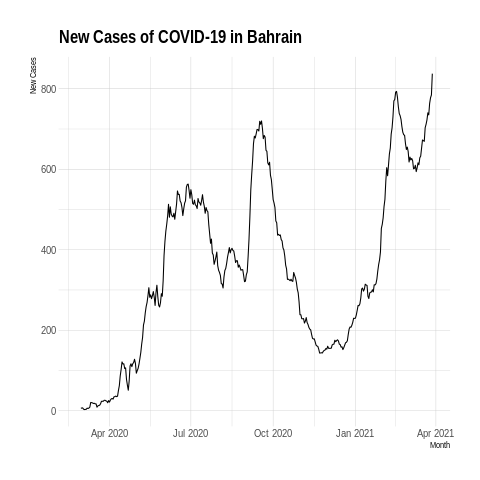 New Cases of COVID-19 in Bahrain
New Cases
800
600
400
200
0
Apr 2020 Jul 2020 Oct 2020 Jan 2021 Apr 2021
Month